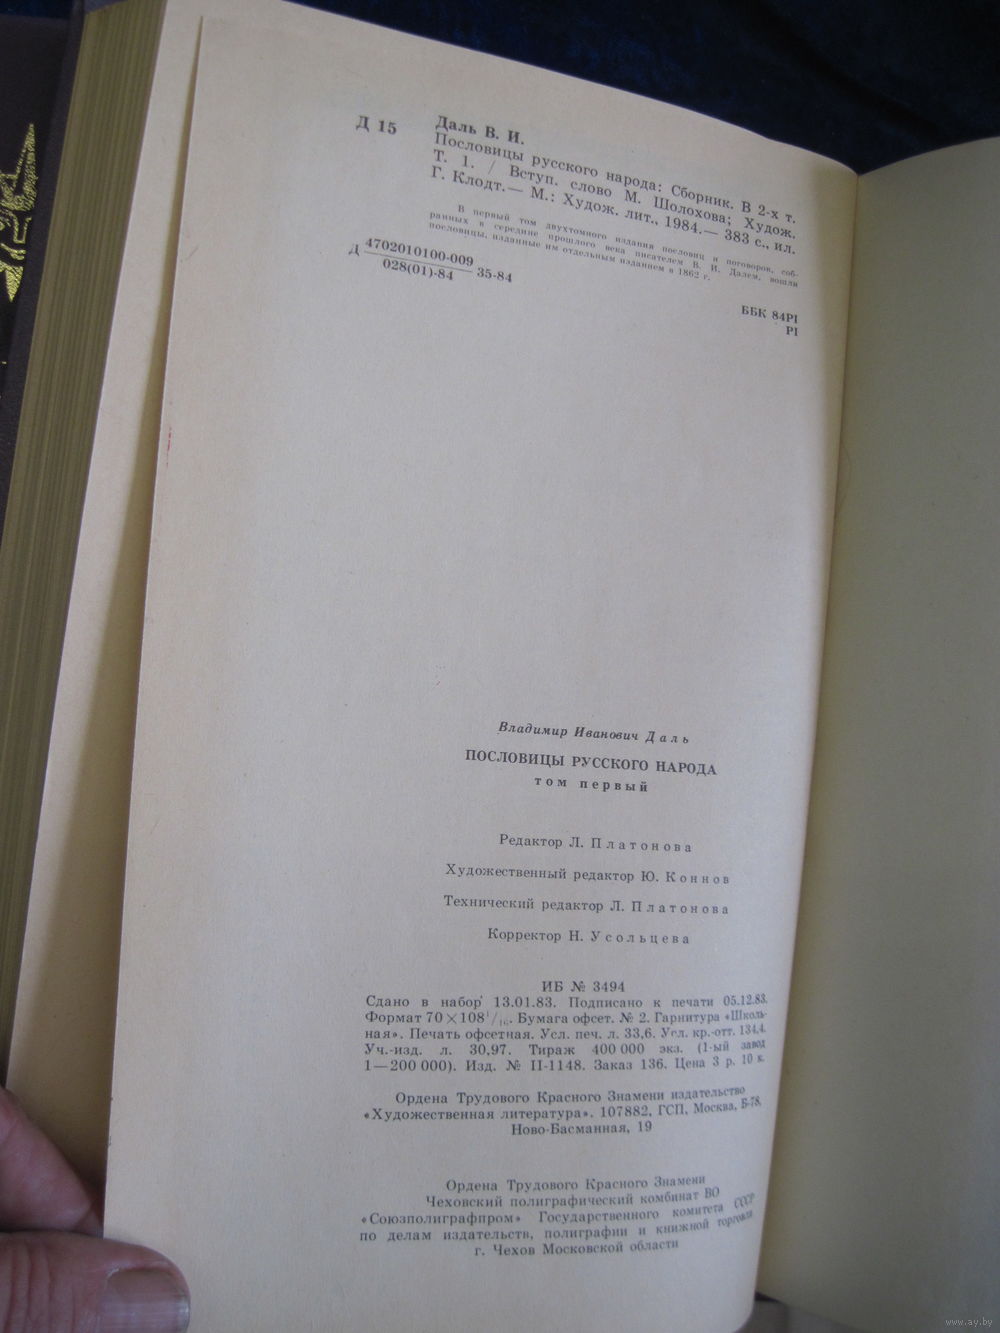 Д 15
Даль В. И.
Пословицы русского народа: Сборник. В 2-х т.
Т. 1. / Вступ. слово М. Шолохова; Худож.
Г. Клодт.— М.: Худож. лит., 1984.— 383 с., ил.
В первый том двухтомного издания пословиц и поговорок, соб-
ранных в середине прошлого века писателем В. И. Далем, вошли
пословицы, изданные им отдельным изданием в 1862 г.
Д 4702010100-009
028(01)-84 35-84
ББК 84Р1
Р1
Владимир Иванович Даль
ПОСЛОВИЦЫ РУССКОГО НАРОДА
том первый
Редактор Л. Платонова
Художественный редактор Ю. Коннов
Технический редактор Л. Платонова
Корректор Н. Усольцева
ИБ № 3494
Сдано в набор 13.01.83. Подписано к печати 05.12.83.
Формат 70×108¹/₁₆. Бумага офсет. № 2. Гарнитура «Школь-
ная». Печать офсетная. Усл. печ. л. 33,6. Усл. кр.-отт. 134,4.
Уч.-изд. л. 30,97. Тираж 400 000 экз. (1-ый завод
1—200 000). Изд. № II-1148. Заказ 136. Цена 3 р. 10 к.
Ордена Трудового Красного Знамени издательство
«Художественная литература». 107882, ГСП, Москва, Б-78,
Ново-Басманная, 19
Ордена Трудового Красного Знамени
Чеховский полиграфический комбинат ВО
«Союзполиграфпром» Государственного комитета СССР
по делам издательств, полиграфии и книжной торговли
г. Чехов Московской области
www.ay.by